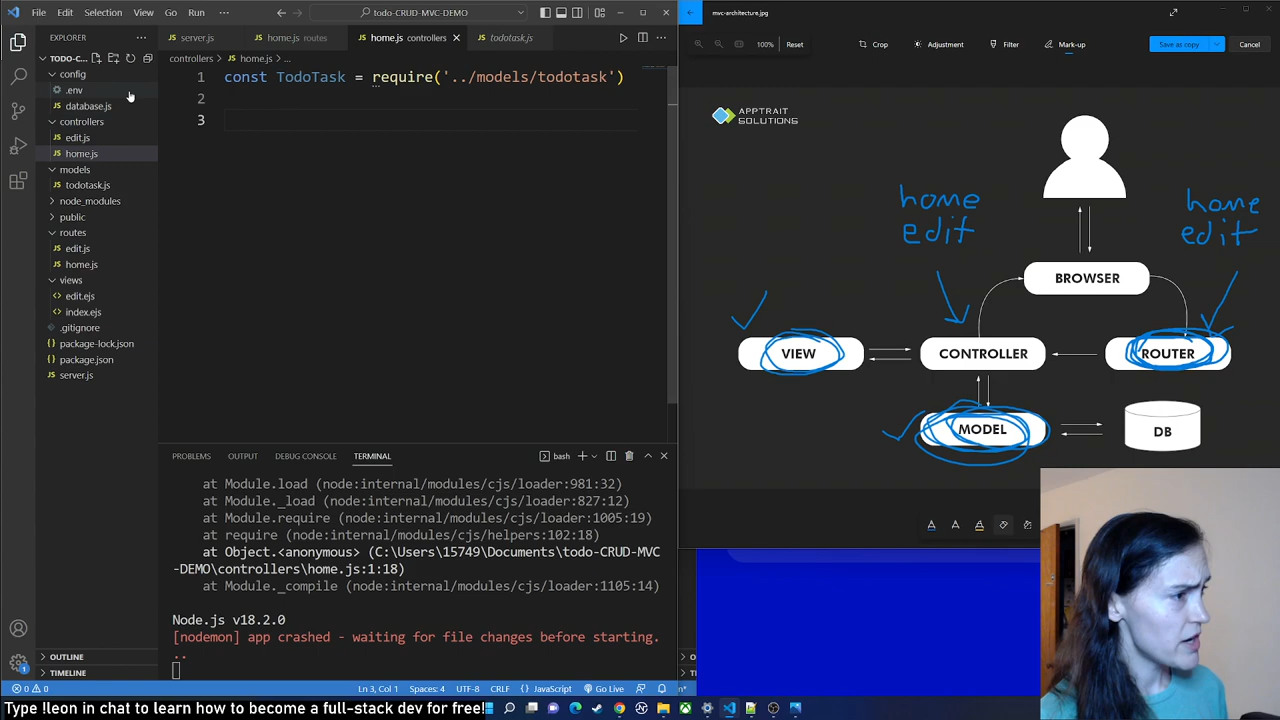 File Edit Selection View Go Run
todo-CRUD-MVC-DEMO
EXPLORER
server.js
home.js routes
home.js controllers
todotask.js
TODO-C...
controllers > home.js > ...
config
.env
database.js
controllers
edit.js
home.js
models
todotask.js
node_modules
public
routes
edit.js
home.js
views
edit.ejs
index.ejs
.gitignore
package-lock.json
package.json
server.js
OUTLINE
TIMELINE
1 const TodoTask = require('../models/todotask')
2
3
PROBLEMS OUTPUT DEBUG CONSOLE TERMINAL
bash
at Module.load (node:internal/modules/cjs/loader:981:32)
at Module._load (node:internal/modules/cjs/loader:827:12)
at Module.require (node:internal/modules/cjs/loader:1005:19)
at require (node:internal/modules/cjs/helpers:102:18)
at Object.<anonymous> (C:\Users\15749\Documents\todo-CRUD-MVC
-DEMO\controllers\home.js:1:18)
at Module._compile (node:internal/modules/cjs/loader:1105:14)
Node.js v18.2.0
[nodemon] app crashed - waiting for file changes before starting.
..
0 0 Ln 3, Col 1 Spaces: 4 UTF-8 CRLF {} JavaScript Go Live
Type !leon in chat to learn how to become a full-stack dev for free!
mvc-architecture.jpg
100% Reset Crop Adjustment Filter Mark-up Save as copy Cancel
APPTRAIT
SOLUTIONS
home
edit
home
edit
BROWSER
VIEW
CONTROLLER
ROUTER
MODEL
DB